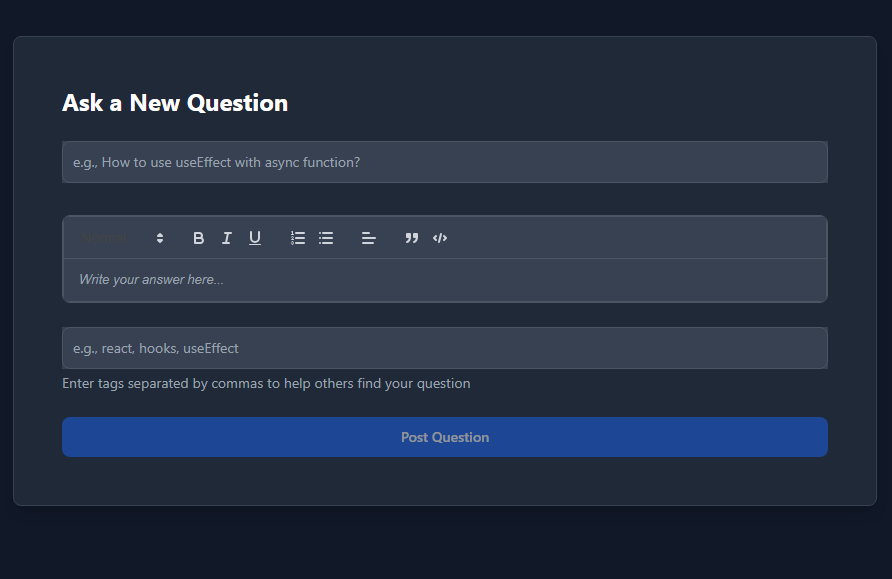 Ask a New Question
e.g., How to use useEffect with async function?
B I U
Write your answer here...
e.g., react, hooks, useEffect
Enter tags separated by commas to help others find your question
Post Question